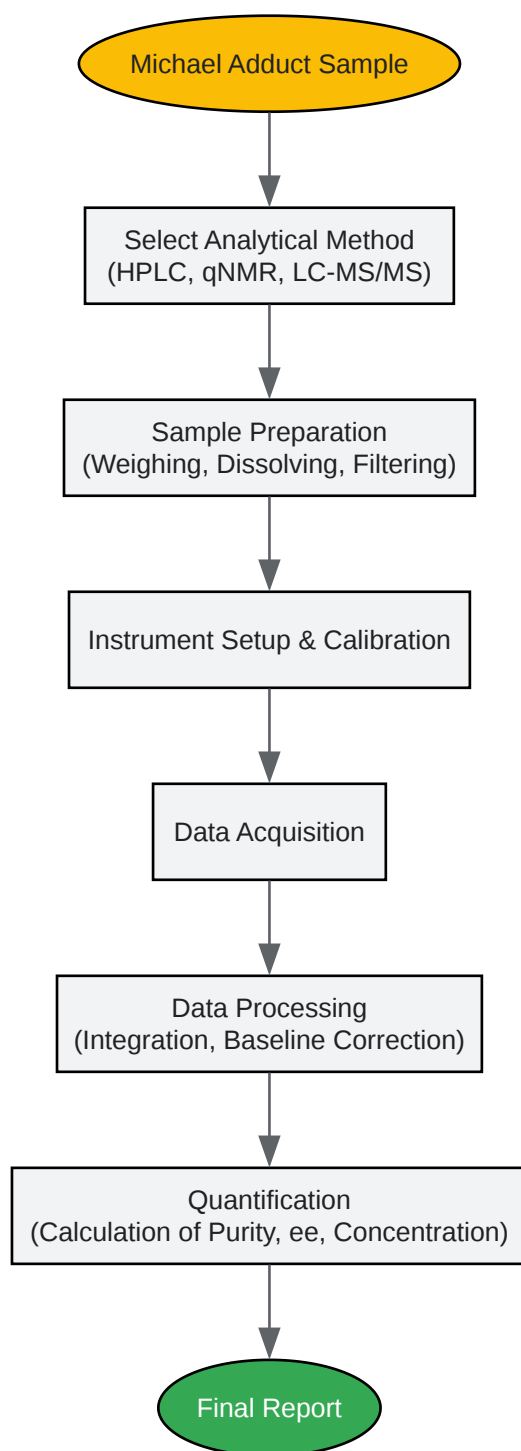 Michael Adduct Sample
Select Analytical Method
(HPLC, qNMR, LC-MS/MS)
Sample Preparation
(Weighing, Dissolving, Filtering)
Instrument Setup & Calibration
Data Acquisition
Data Processing
(Integration, Baseline Correction)
Quantification
(Calculation of Purity, ee, Concentration)
Final Report